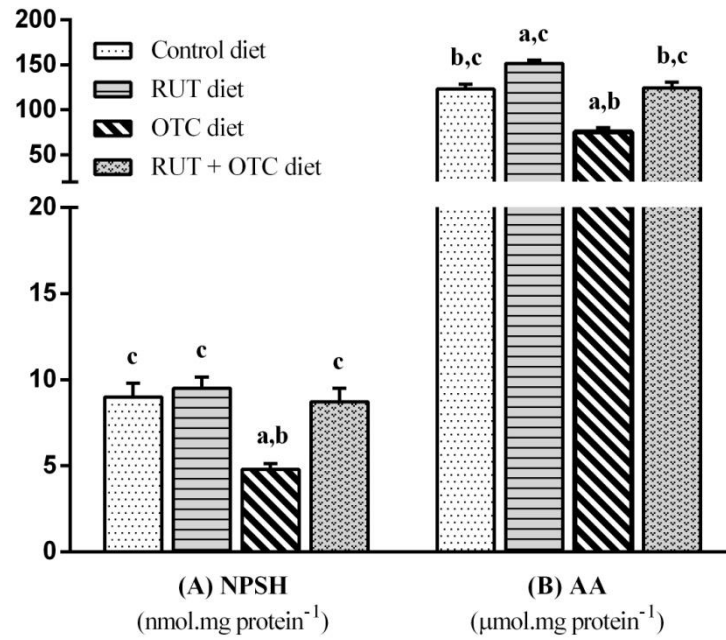 200
150
100
50
20
15
10
5
0
Control diet
RUT diet
OTC diet
RUT + OTC diet
c
c
a,b
c
b,c
a,c
a,b
b,c
(A) NPSH
(nmol.mg protein⁻¹)
(B) AA
(μmol.mg protein⁻¹)